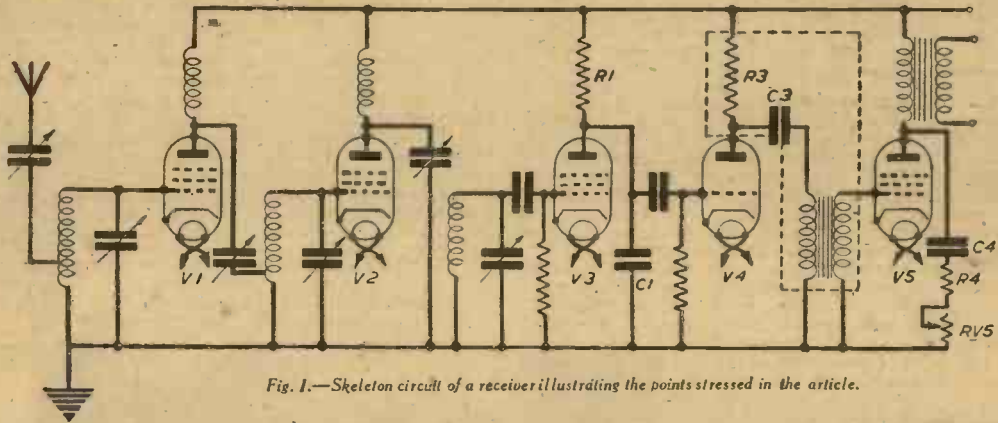 R1
R3
C3
V1
V2
V3
C1
V4
V5
C4
R4
RV5
Fig. 1.—Skeleton circuit of a receiver illustrating the points stressed in the article.